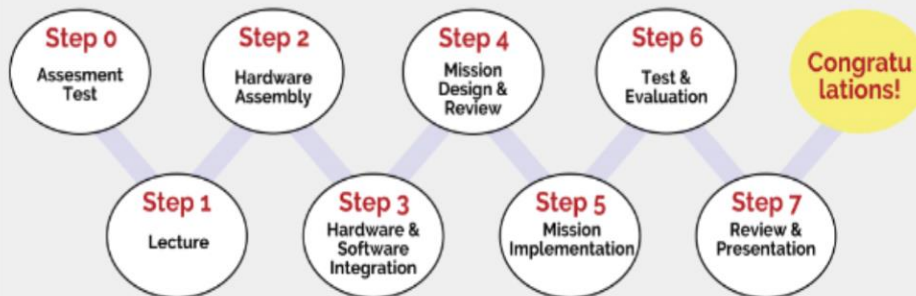 Step 0
Assesment
Test
Step 1
Lecture
Step 2
Hardware
Assembly
Step 3
Hardware &
Software
Integration
Step 4
Mission
Design &
Review
Step 5
Mission
Implementation
Step 6
Test &
Evaluation
Step 7
Review &
Presentation
Congratu
lations!